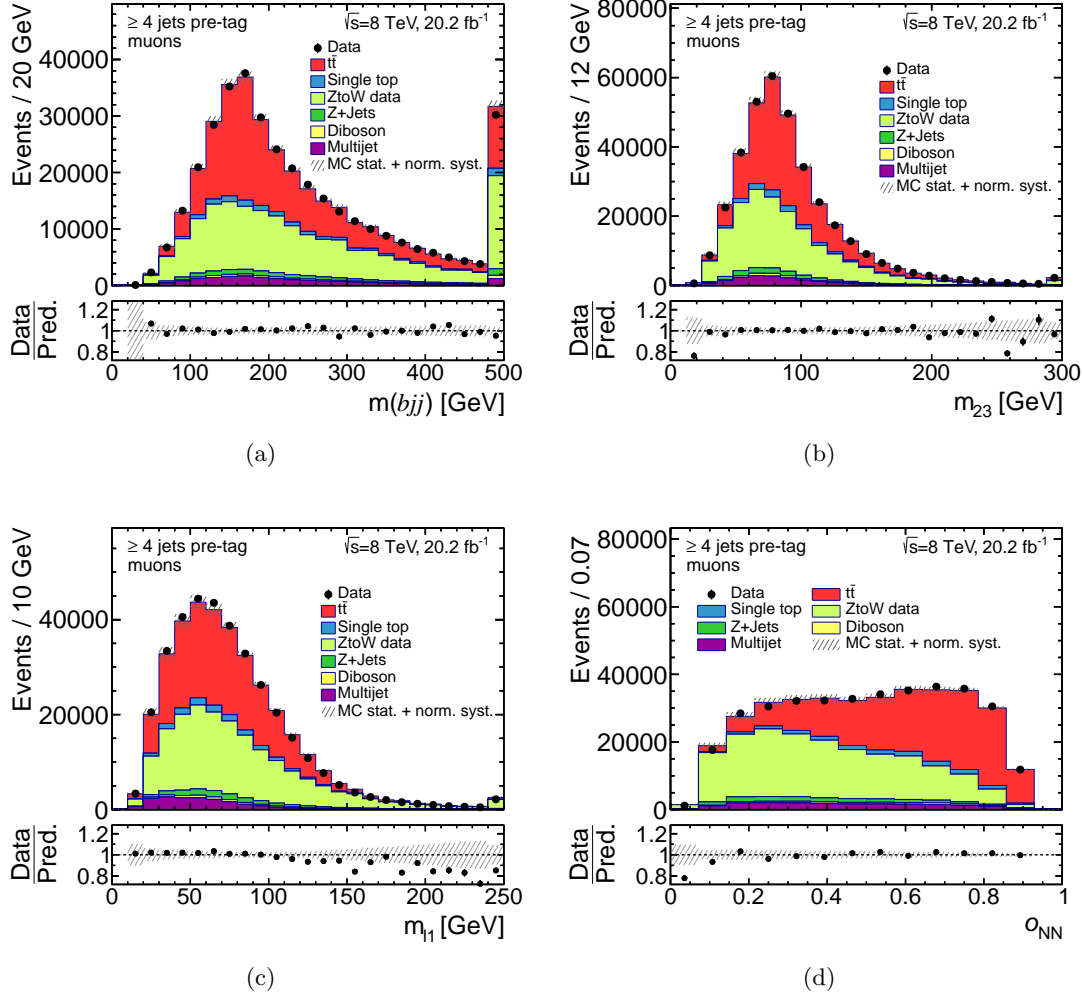 ≥ 4 jets pre-tag
muons
√s=8 TeV, 20.2 fb⁻¹
Data
tt̄
Single top
ZtoW data
Z+Jets
Diboson
Multijet
MC stat. + norm. syst.
Events / 20 GeV
40000
30000
20000
10000
0
Data
Pred.
1.2
1
0.8
0 100 200 300 400 500
m(bjj) [GeV]
(a)
≥ 4 jets pre-tag
muons
√s=8 TeV, 20.2 fb⁻¹
Data
tt̄
Single top
ZtoW data
Z+Jets
Diboson
Multijet
MC stat. + norm. syst.
Events / 12 GeV
80000
60000
40000
20000
0
Data
Pred.
1.2
1
0.8
0 100 200 300
m₂₃ [GeV]
(b)
≥ 4 jets pre-tag
muons
√s=8 TeV, 20.2 fb⁻¹
Data
tt̄
Single top
ZtoW data
Z+Jets
Diboson
Multijet
MC stat. + norm. syst.
Events / 10 GeV
40000
20000
0
Data
Pred.
1.2
1
0.8
0 50 100 150 200 250
m_l1 [GeV]
(c)
≥ 4 jets pre-tag
muons
√s=8 TeV, 20.2 fb⁻¹
Data tt̄
Single top ZtoW data
Z+Jets Diboson
Multijet MC stat. + norm. syst.
Events / 0.07
80000
60000
40000
20000
0
Data
Pred.
1.2
1
0.8
0 0.2 0.4 0.6 0.8 1
o_NN
(d)